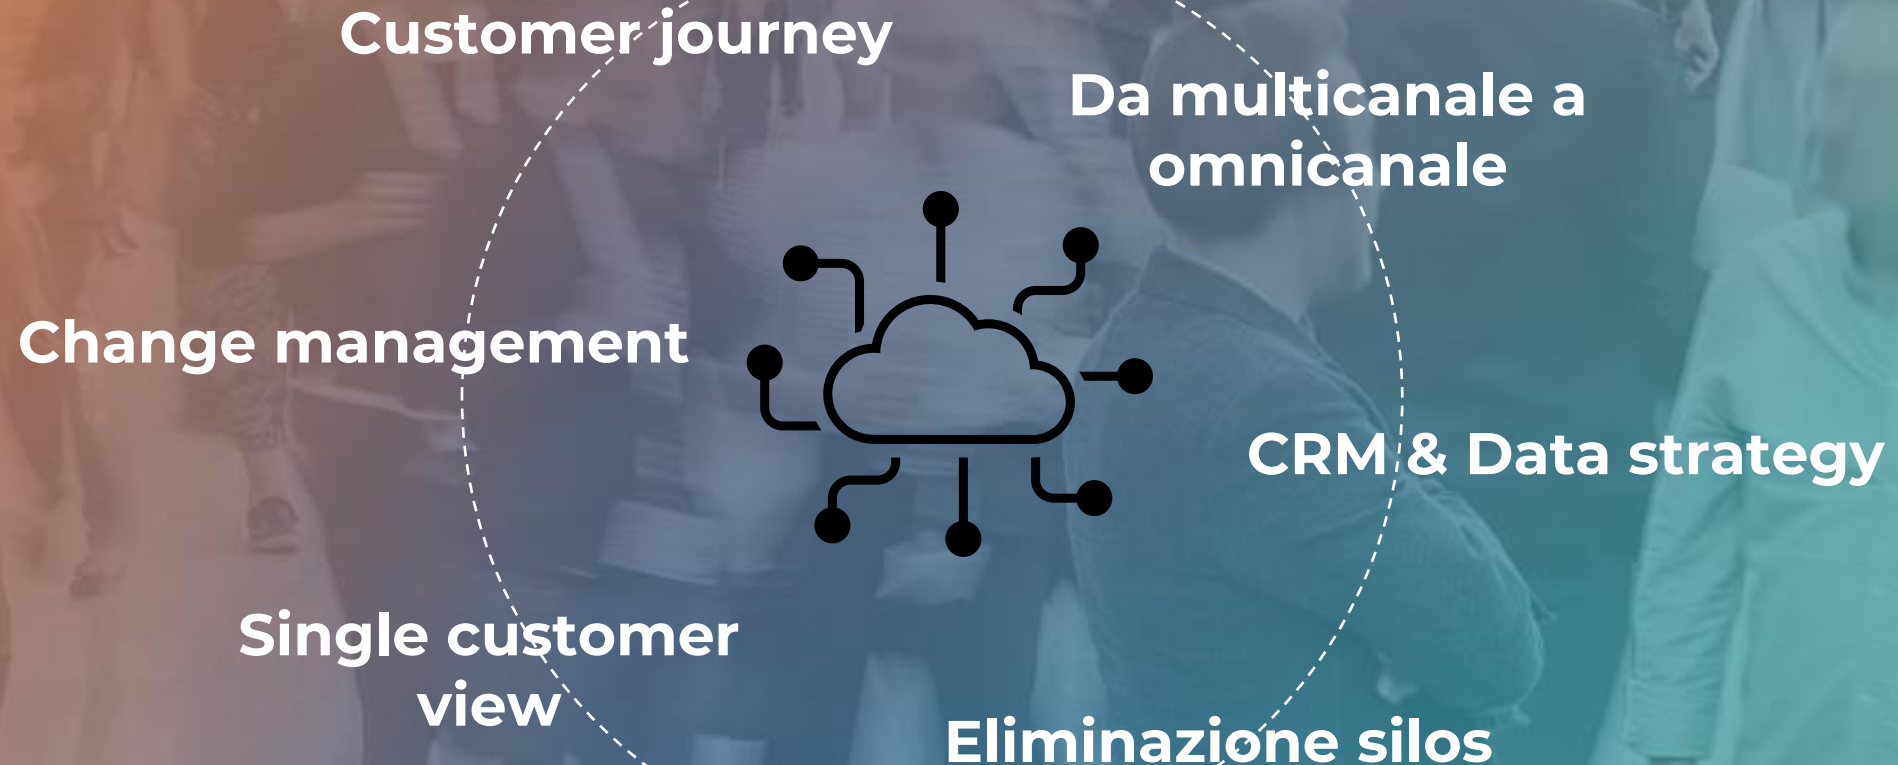 Customer journey
Da multicanale a
omnicanale
Change management
CRM & Data strategy
Single customer
view
Eliminazione silos